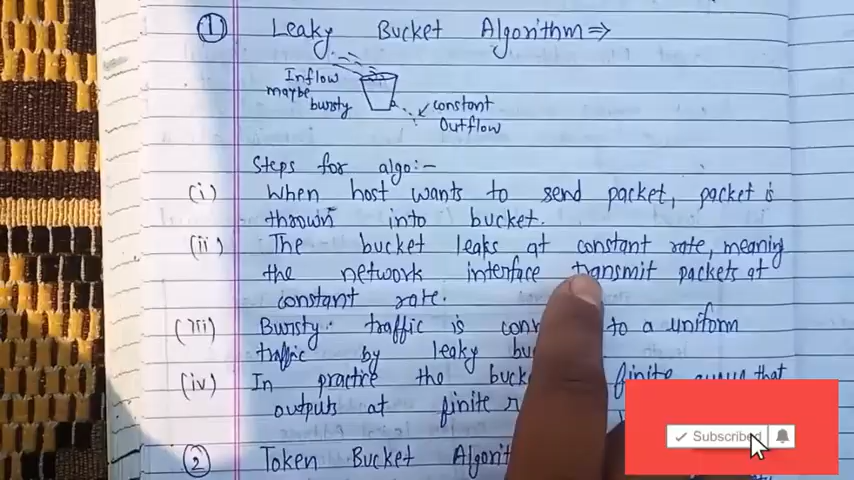 ① Leaky Bucket Algorithm ⇒
Inflow
maybe
bursty
constant
Outflow
Steps for algo:-
(i) When host wants to send packet, packet is
thrown into bucket.
(ii) The bucket leaks at constant rate, meaning
the network interface transmit packets at
constant rate.
(iii) Bursty traffic is to a uniform
traffic by leaky
(iv) In practice the finite that
outputs at finite
② Token Bucket
Subscribed